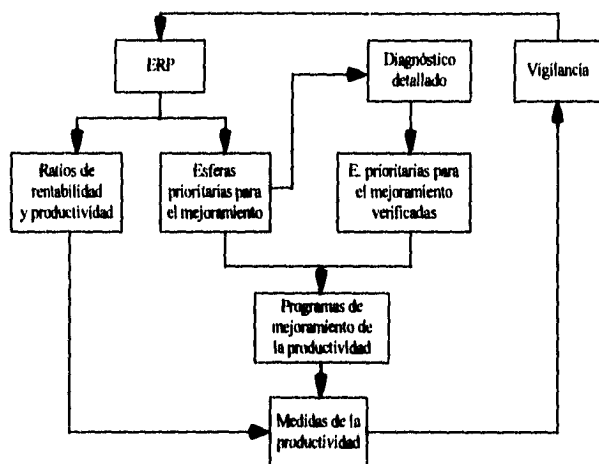 ERP
Diagnóstico
detallado
Vigilancia
Ratios de
rentabilidad
y productividad
Esferas
prioritarias para
el mejoramiento
E. prioritarias para
el mejoramiento
verificadas
Programas de
mejoramiento de
la productividad
Medidas de la
productividad